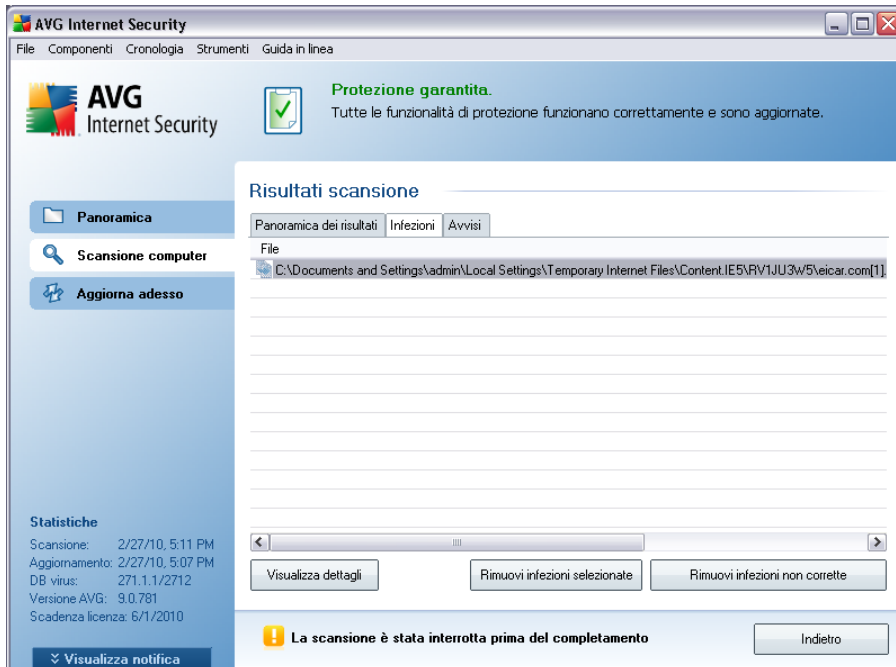 AVG Internet Security
File Componenti Cronologia Strumenti Guida in linea
AVG
Internet Security
Protezione garantita.
Tutte le funzionalità di protezione funzionano correttamente e sono aggiornate.
Panoramica
Scansione computer
Aggiorna adesso
Risultati scansione
Panoramica dei risultati Infezioni Avvisi
File
C:\Documents and Settings\admin\Local Settings\Temporary Internet Files\Content.IE5\RV1JU3W5\eicar.com[1].
Visualizza dettagli Rimuovi infezioni selezionate Rimuovi infezioni non corrette
Statistiche
Scansione: 2/27/10, 5:11 PM
Aggiornamento: 2/27/10, 5:07 PM
DB virus: 271.1.1/2712
Versione AVG: 9.0.781
Scadenza licenza: 6/1/2010
Visualizza notifica
La scansione è stata interrotta prima del completamento
Indietro